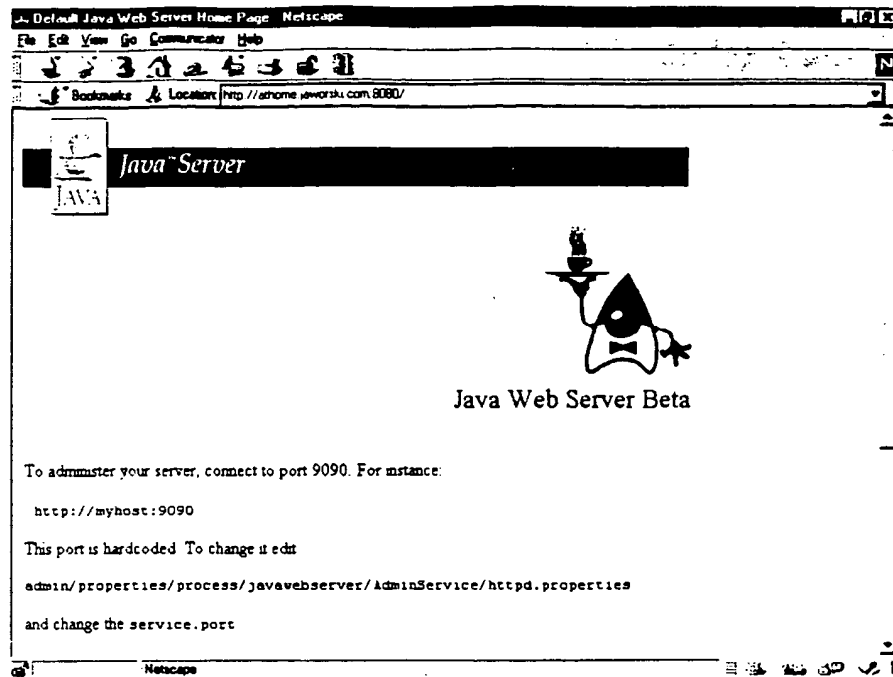 Default Java Web Server Home Page Netscape
File Edit View Go Communicator Help
Bookmarks Location: http://athome.jaworski.com:8080/
Java™ Server
JAVA
Java Web Server Beta
To administer your server, connect to port 9090. For instance:
http://myhost:9090
This port is hardcoded To change it edit
admin/properties/process/javawebserver/AdminService/httpd.properties
and change the service.port
Netscape